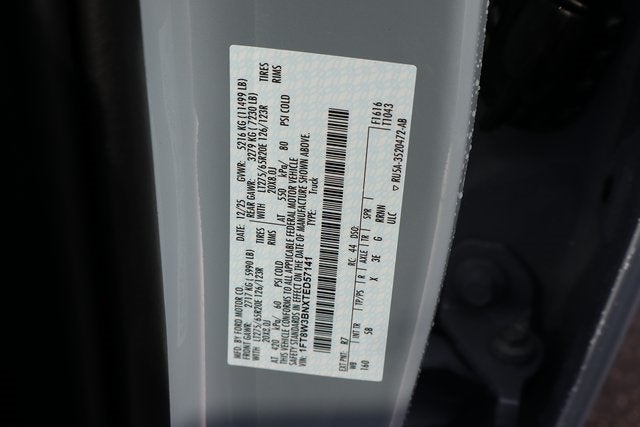 MFD. BY FORD MOTOR CO.
DATE: 12/25 GVWR: 5216 KG (11499 LB)
FRONT GAWR: 2717 KG (5990 LB) REAR GAWR: 3279 KG (7230 LB)
WITH LT275/65R20E 126/123R TIRES WITH LT275/65R20E 126/123R TIRES
20X8.0J RIMS 20X8.0J RIMS
AT 420 kPa/ 60 PSI COLD AT 550 kPa/ 80 PSI COLD
THIS VEHICLE CONFORMS TO ALL APPLICABLE FEDERAL MOTOR VEHICLE
SAFETY STANDARDS IN EFFECT ON THE DATE OF MANUFACTURE SHOWN ABOVE.
1FT8W3BNXTED57141 TYPE: Truck
F1616
T1043
EXT PNT: R7 RC: 44 DSO:
WB INT TR TP/PS R AXLE TR SPR
160 5B X 3E G RRNN
ULC
RU5A-3520472-AB